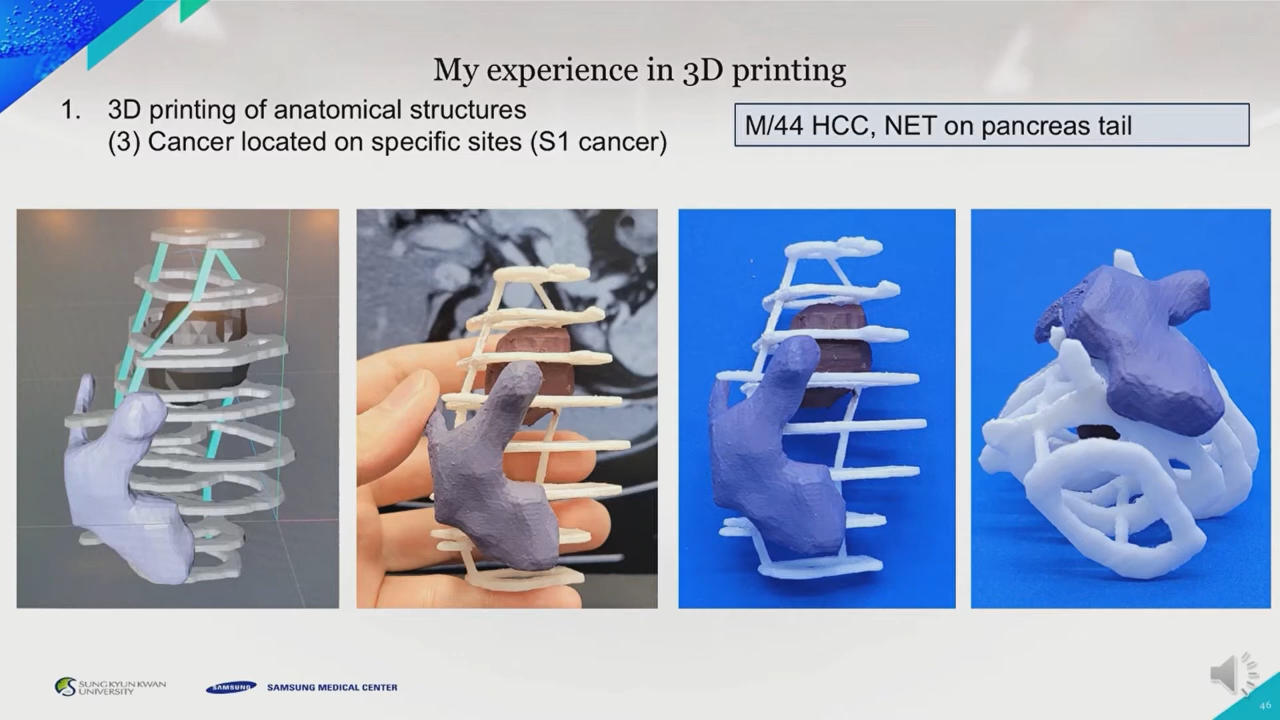 My experience in 3D printing
1. 3D printing of anatomical structures
(3) Cancer located on specific sites (S1 cancer)
M/44 HCC, NET on pancreas tail
SUNG KYUN KWAN
UNIVERSITY
SAMSUNG
SAMSUNG MEDICAL CENTER
46